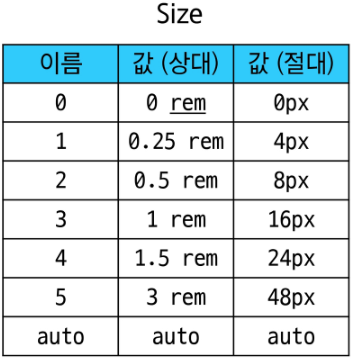 Size
이름 값 (상대) 값 (절대)
0 0 rem 0px
1 0.25 rem 4px
2 0.5 rem 8px
3 1 rem 16px
4 1.5 rem 24px
5 3 rem 48px
auto auto auto